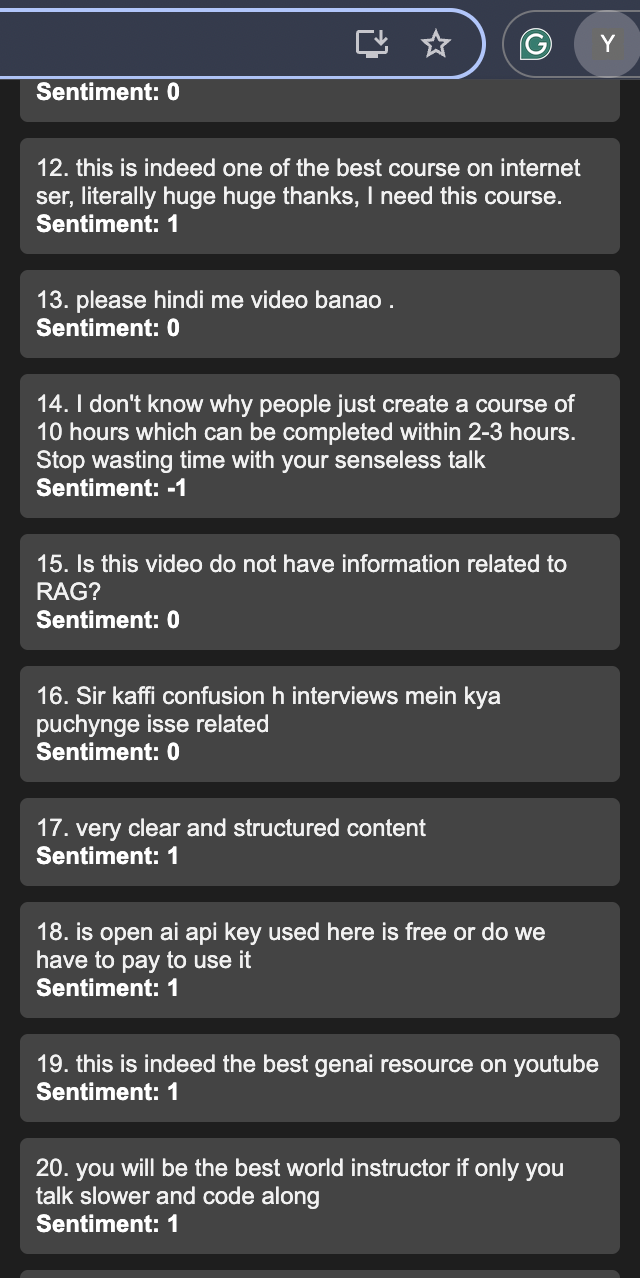 Y
Sentiment: 0
12. this is indeed one of the best course on internet
ser, literally huge huge thanks, I need this course.
Sentiment: 1
13. please hindi me video banao .
Sentiment: 0
14. I don't know why people just create a course of
10 hours which can be completed within 2-3 hours.
Stop wasting time with your senseless talk
Sentiment: -1
15. Is this video do not have information related to
RAG?
Sentiment: 0
16. Sir kaffi confusion h interviews mein kya
puchynge isse related
Sentiment: 0
17. very clear and structured content
Sentiment: 1
18. is open ai api key used here is free or do we
have to pay to use it
Sentiment: 1
19. this is indeed the best genai resource on youtube
Sentiment: 1
20. you will be the best world instructor if only you
talk slower and code along
Sentiment: 1